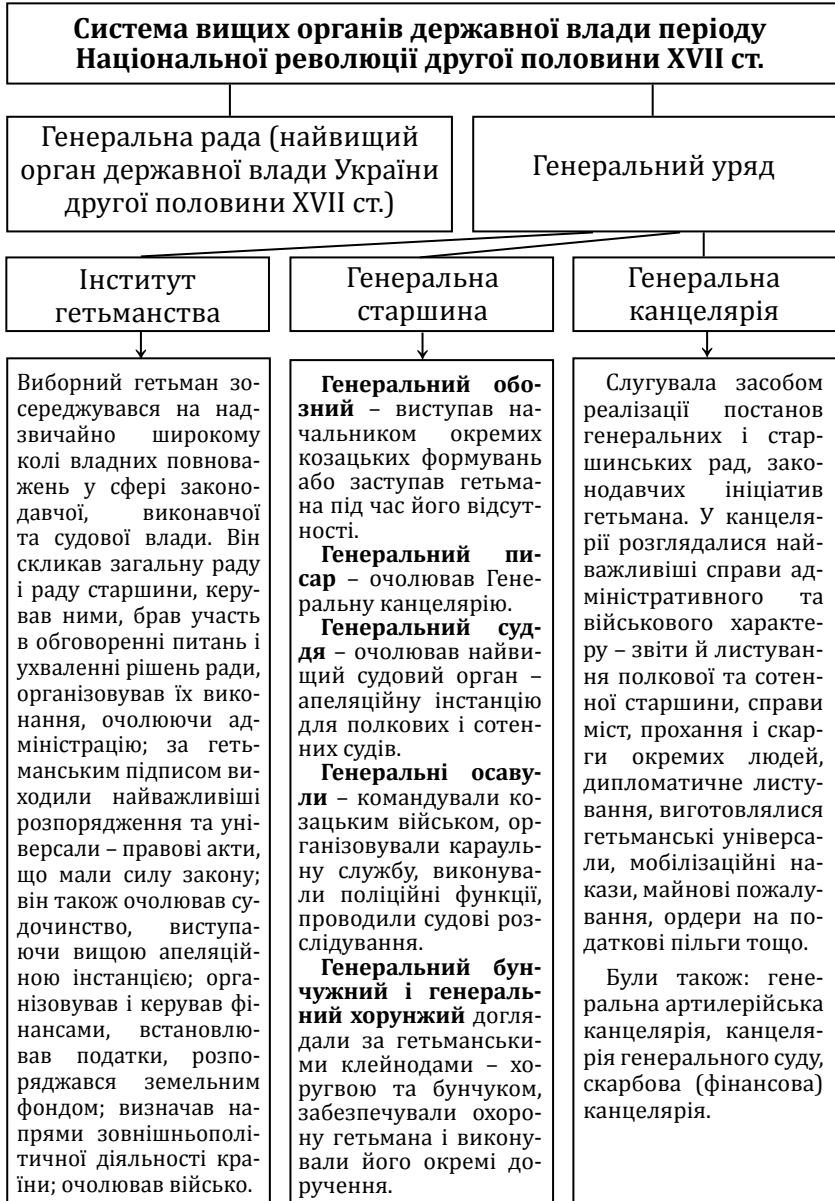 Система вищих органів державної влади періоду
Національної революції другої половини XVII ст.
Генеральна рада (найвищий
орган державної влади України
другої половини XVII ст.)
Генеральний уряд
Інститут
гетьманства
Генеральна
старшина
Генеральна
канцелярія
Виборний гетьман зо-
середжувався на над-
звичайно широкому
колі владних повнова-
жень у сфері законо-
давчої, виконавчої
та судової влади. Він
скликав загальну раду
і раду старшини, керу-
вав ними, брав участь
в обговоренні питань і
ухваленні рішень ради,
організовував їх вико-
нання, очолюючи ад-
міністрацію; за геть-
манським підписом ви-
ходили найважливіші
розпорядження та уні-
версали – правові акти,
що мали силу закону;
він також очолював су-
дочинство, виступа-
ючи вищою апеляцій-
ною інстанцією; орга-
нізовував і керував фі-
нансами, встановлю-
вав податки, розпо-
ряджався земельним
фондом; визначав на-
прями зовнішньополі-
тичної діяльності кра-
їни; очолював військо.
Генеральний обо-
зний – виступав на-
чальником окремих
козацьких формувань
або заступав гетьма-
на під час його відсут-
ності.
Генеральний пи-
сар – очолював Гене-
ральну канцелярію.
Генеральний суд-
дя – очолював найви-
щий судовий орган –
апеляційну інстанцію
для полкових і сотен-
них судів.
Генеральні осаву-
ли – командували ко-
зацьким військом, ор-
ганізовували карауль-
ну службу, виконува-
ли поліційні функції,
проводили судові роз-
слідування.
Генеральний бун-
чужний і генераль-
ний хорунжий догля-
дали за гетьманськи-
ми клейнодами – хо-
ругвою та бунчуком,
забезпечували охоро-
ну гетьмана і викону-
вали його окремі до-
ручення.
Слугувала засобом
реалізації постанов
генеральних і стар-
шинських рад, зако-
нодавчих ініціатив
гетьмана. У канцеля-
рії розглядалися най-
важливіші справи ад-
міністративного та
військового характе-
ру – звіти й листуван-
ня полкової та сотен-
ної старшини, справи
міст, прохання і скар-
ги окремих людей,
дипломатичне листу-
вання, виготовлялися
гетьманські універса-
ли, мобілізаційні на-
кази, майнові пожалу-
вання, ордери на по-
даткові пільги тощо.
Були також: гене-
ральна артилерійська
канцелярія, канцеля-
рія генерального суду,
скарбова (фінансова)
канцелярія.